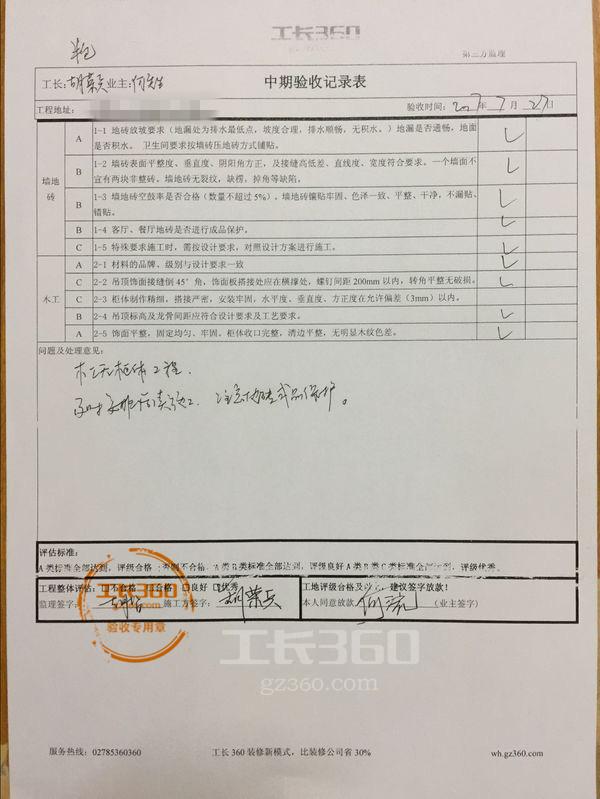 工长360
半包
第三方监理
工长：胡荣兵 业主：何先生
中期验收记录表
工程地址：
验收时间：2017年7月27日
墙地砖
A 1-1 地砖放坡要求（地漏处为排水最低点，坡度合理，排水顺畅，无积水。）地漏是否通畅，地面
是否积水。 卫生间要求按墙砖压地砖方式铺贴。
B 1-2 墙砖表面平整度、垂直度、阴阳角方正，及接缝高低差、直线度、宽度符合要求。一个墙面不
宜有两块非整砖。墙地砖无裂纹，缺楞，掉角等缺陷。
B 1-3 墙地砖空鼓率是否合格（数量不超过5%），墙地砖镶贴牢固、色泽一致、平整、干净，不漏贴、
错贴。
B 1-4 客厅、餐厅地砖是否进行成品保护。
C 1-5 特殊要求施工时，需按设计要求，对照设计方案进行施工。
木工
A 2-1 材料的品牌、级别与设计要求一致
C 2-2 吊顶饰面接缝倒45°角，饰面板搭接处应在横撑处，螺钉间距200mm以内，转角平整无破损。
C 2-3 柜体制作精细，搭接严密，安装牢固，水平度、垂直度、方正度在允许偏差（3mm）以内。
B 2-4 吊顶标高及龙骨间距应符合设计要求及工艺要求。
A 2-5 饰面平整，固定均匀、牢固。柜体收口完整，清边平整，无明显木纹色差。
问题及处理意见：
木工无柜体工程.
注意 成品保护。
评估标准：
A类标准全部达到，评级合格；否则不合格，A类B类标准全部达到，评级良好A类B类C类标准全部达到，评级优秀。
工程整体评估：□不合格 □合格 □良好 □优秀
工地评级合格及以上，建议签字放款！
监理签字： 施工方签字：胡荣兵
本人同意放款 （业主签字）
工长360
验收专用章
工长360
gz360.com
服务热线：02785360360
工长360装修新模式，比装修公司省30%
wh.gz360.com